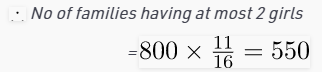 ∴ No of families having at most 2 girls
= 800 × 11/16 = 550